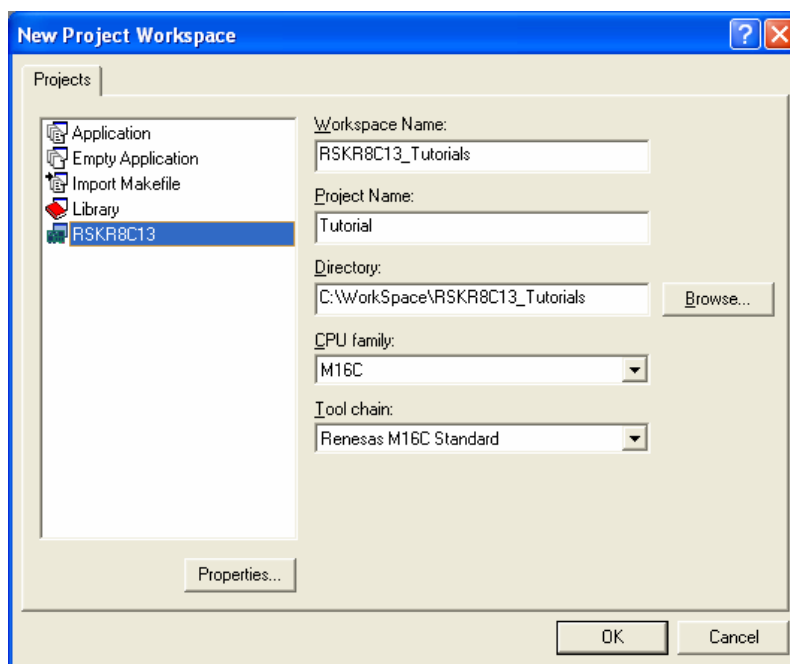 New Project Workspace
Projects
Application
Empty Application
Import Makefile
Library
RSKR8C13
Workspace Name:
RSKR8C13_Tutorials
Project Name:
Tutorial
Directory:
C:\WorkSpace\RSKR8C13_Tutorials
Browse...
CPU family:
M16C
Tool chain:
Renesas M16C Standard
Properties...
OK
Cancel